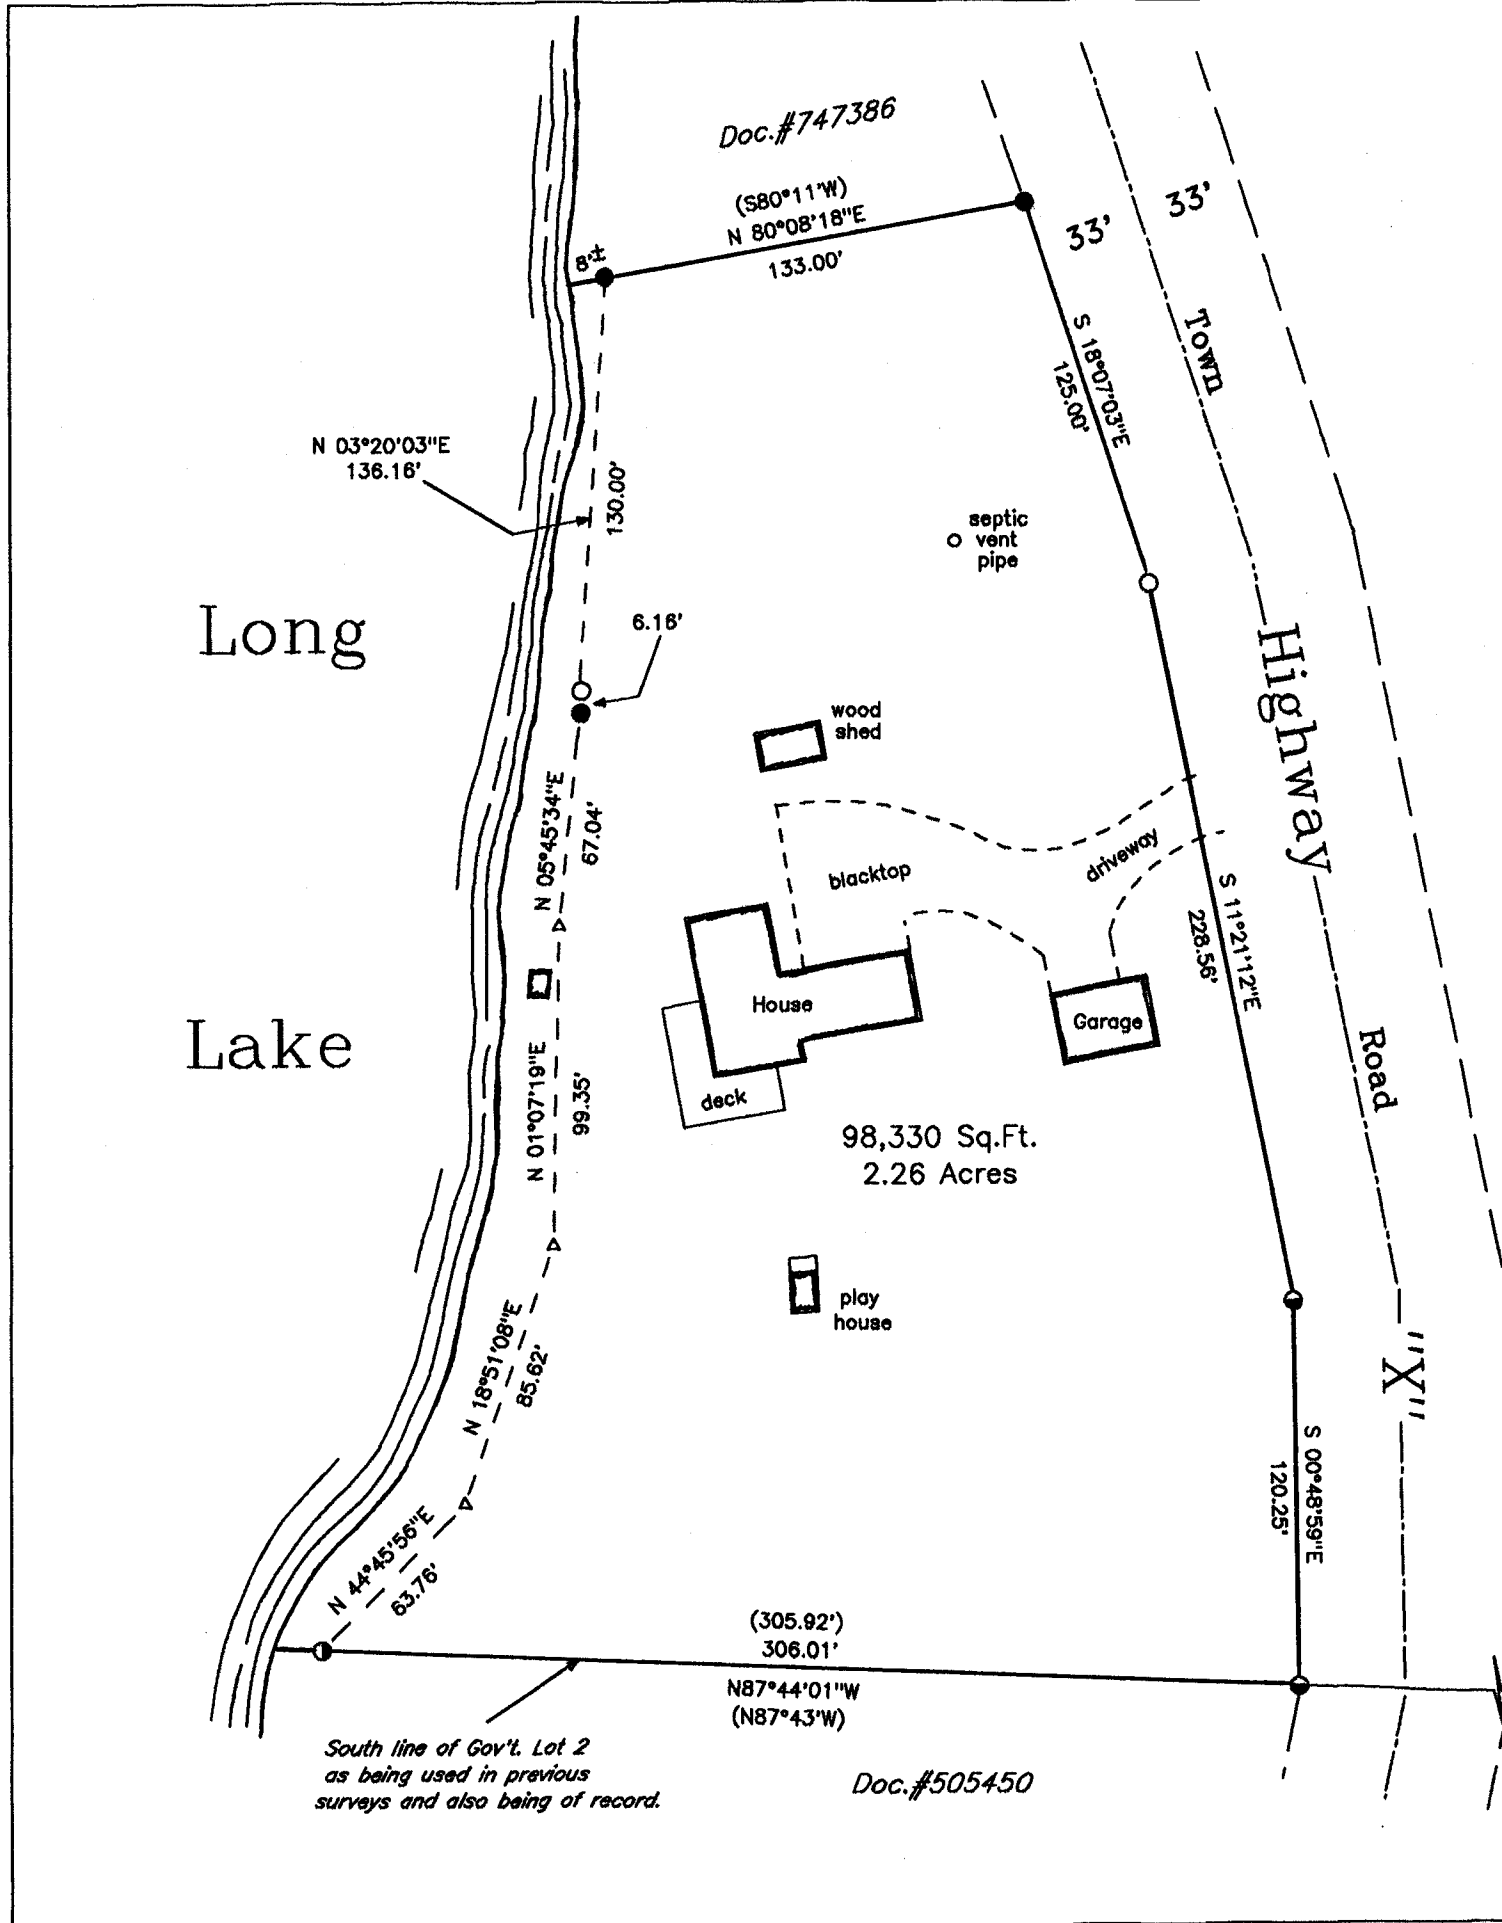 Doc.#747386
(S80°11'W)
N 80°08'18"E
133.00'
8'±
33'
33'
Town
S 18°07'03"E
125.00'
N 03°20'03"E
136.16'
130.00'
septic
vent
pipe
Long
6.16'
Highway
wood
shed
N 05°45'34"E
67.04'
driveway
blacktop
S 11°21'12"E
228.56'
House
Garage
Lake
Road
N 01°07'19"E
99.35'
deck
98,330 Sq.Ft.
2.26 Acres
play
house
N 18°51'08"E
85.62'
"X"
S 00°48'59"E
120.25'
N 44°45'56"E
63.76'
(305.92')
306.01'
N87°44'01"W
(N87°43'W)
South line of Gov't. Lot 2
as being used in previous
surveys and also being of record.
Doc.#505450